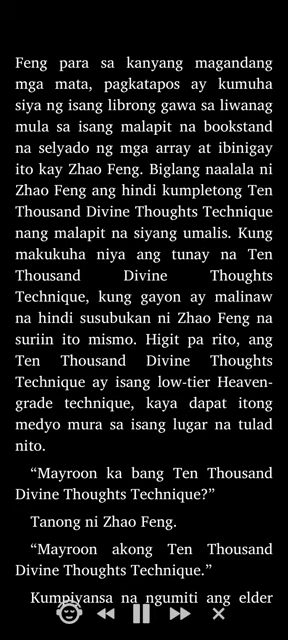 Feng para sa kanyang magandang
mga mata, pagkatapos ay kumuha
siya ng isang librong gawa sa liwanag
mula sa isang malapit na bookstand
na selyado ng mga array at ibinigay
ito kay Zhao Feng. Biglang naalala ni
Zhao Feng ang hindi kumpletong Ten
Thousand Divine Thoughts Technique
nang malapit na siyang umalis. Kung
makukuha niya ang tunay na Ten
Thousand Divine Thoughts
Technique, kung gayon ay malinaw
na hindi susubukan ni Zhao Feng na
suriin ito mismo. Higit pa rito, ang
Ten Thousand Divine Thoughts
Technique ay isang low-tier Heaven-
grade technique, kaya dapat itong
medyo mura sa isang lugar na tulad
nito.
“Mayroon ka bang Ten Thousand
Divine Thoughts Technique?”
Tanong ni Zhao Feng.
“Mayroon akong Ten Thousand
Divine Thoughts Technique.”
Kumpiyansa na ngumiti ang elder